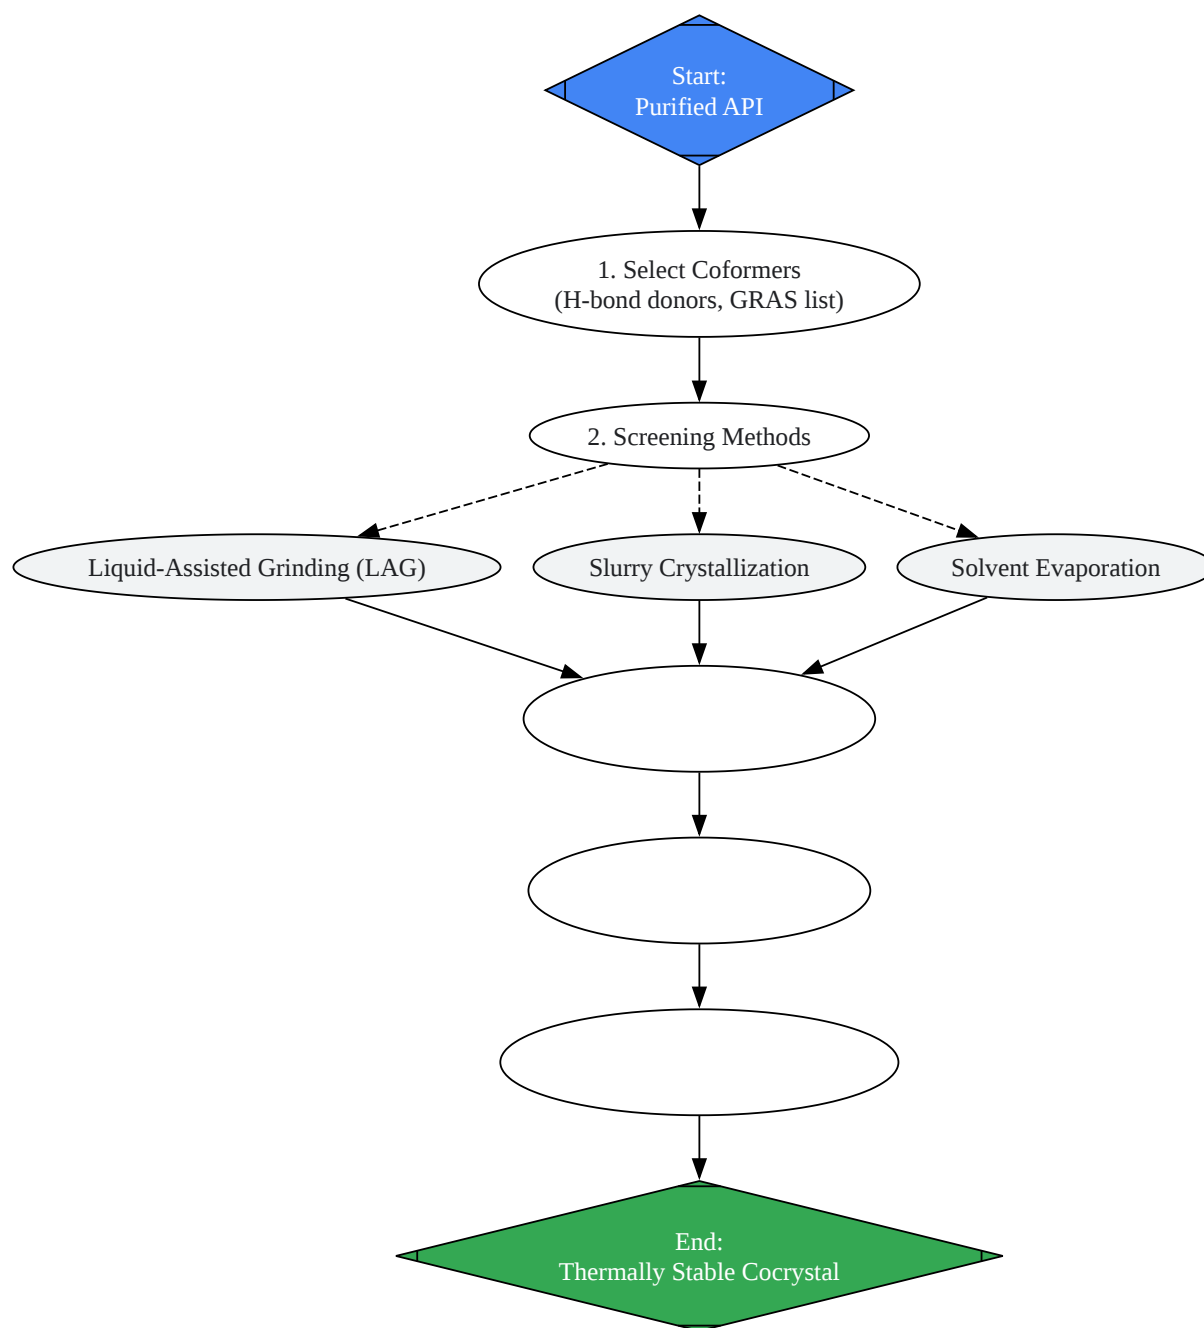 Start:
Purified API
1. Select Coformers
(H-bond donors, GRAS list)
2. Screening Methods
Liquid-Assisted Grinding (LAG)
Slurry Crystallization
Solvent Evaporation
End:
Thermally Stable Cocrystal